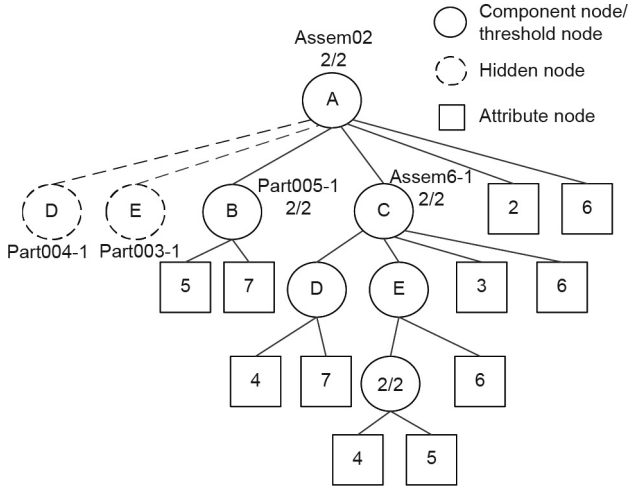 Component node/
threshold node
Hidden node
Attribute node
Assem02
2/2
A
D
E
B
Part005-1
2/2
C
Assem6-1
2/2
2
6
Part004-1
Part003-1
5
7
D
E
3
6
4
7
2/2
6
4
5